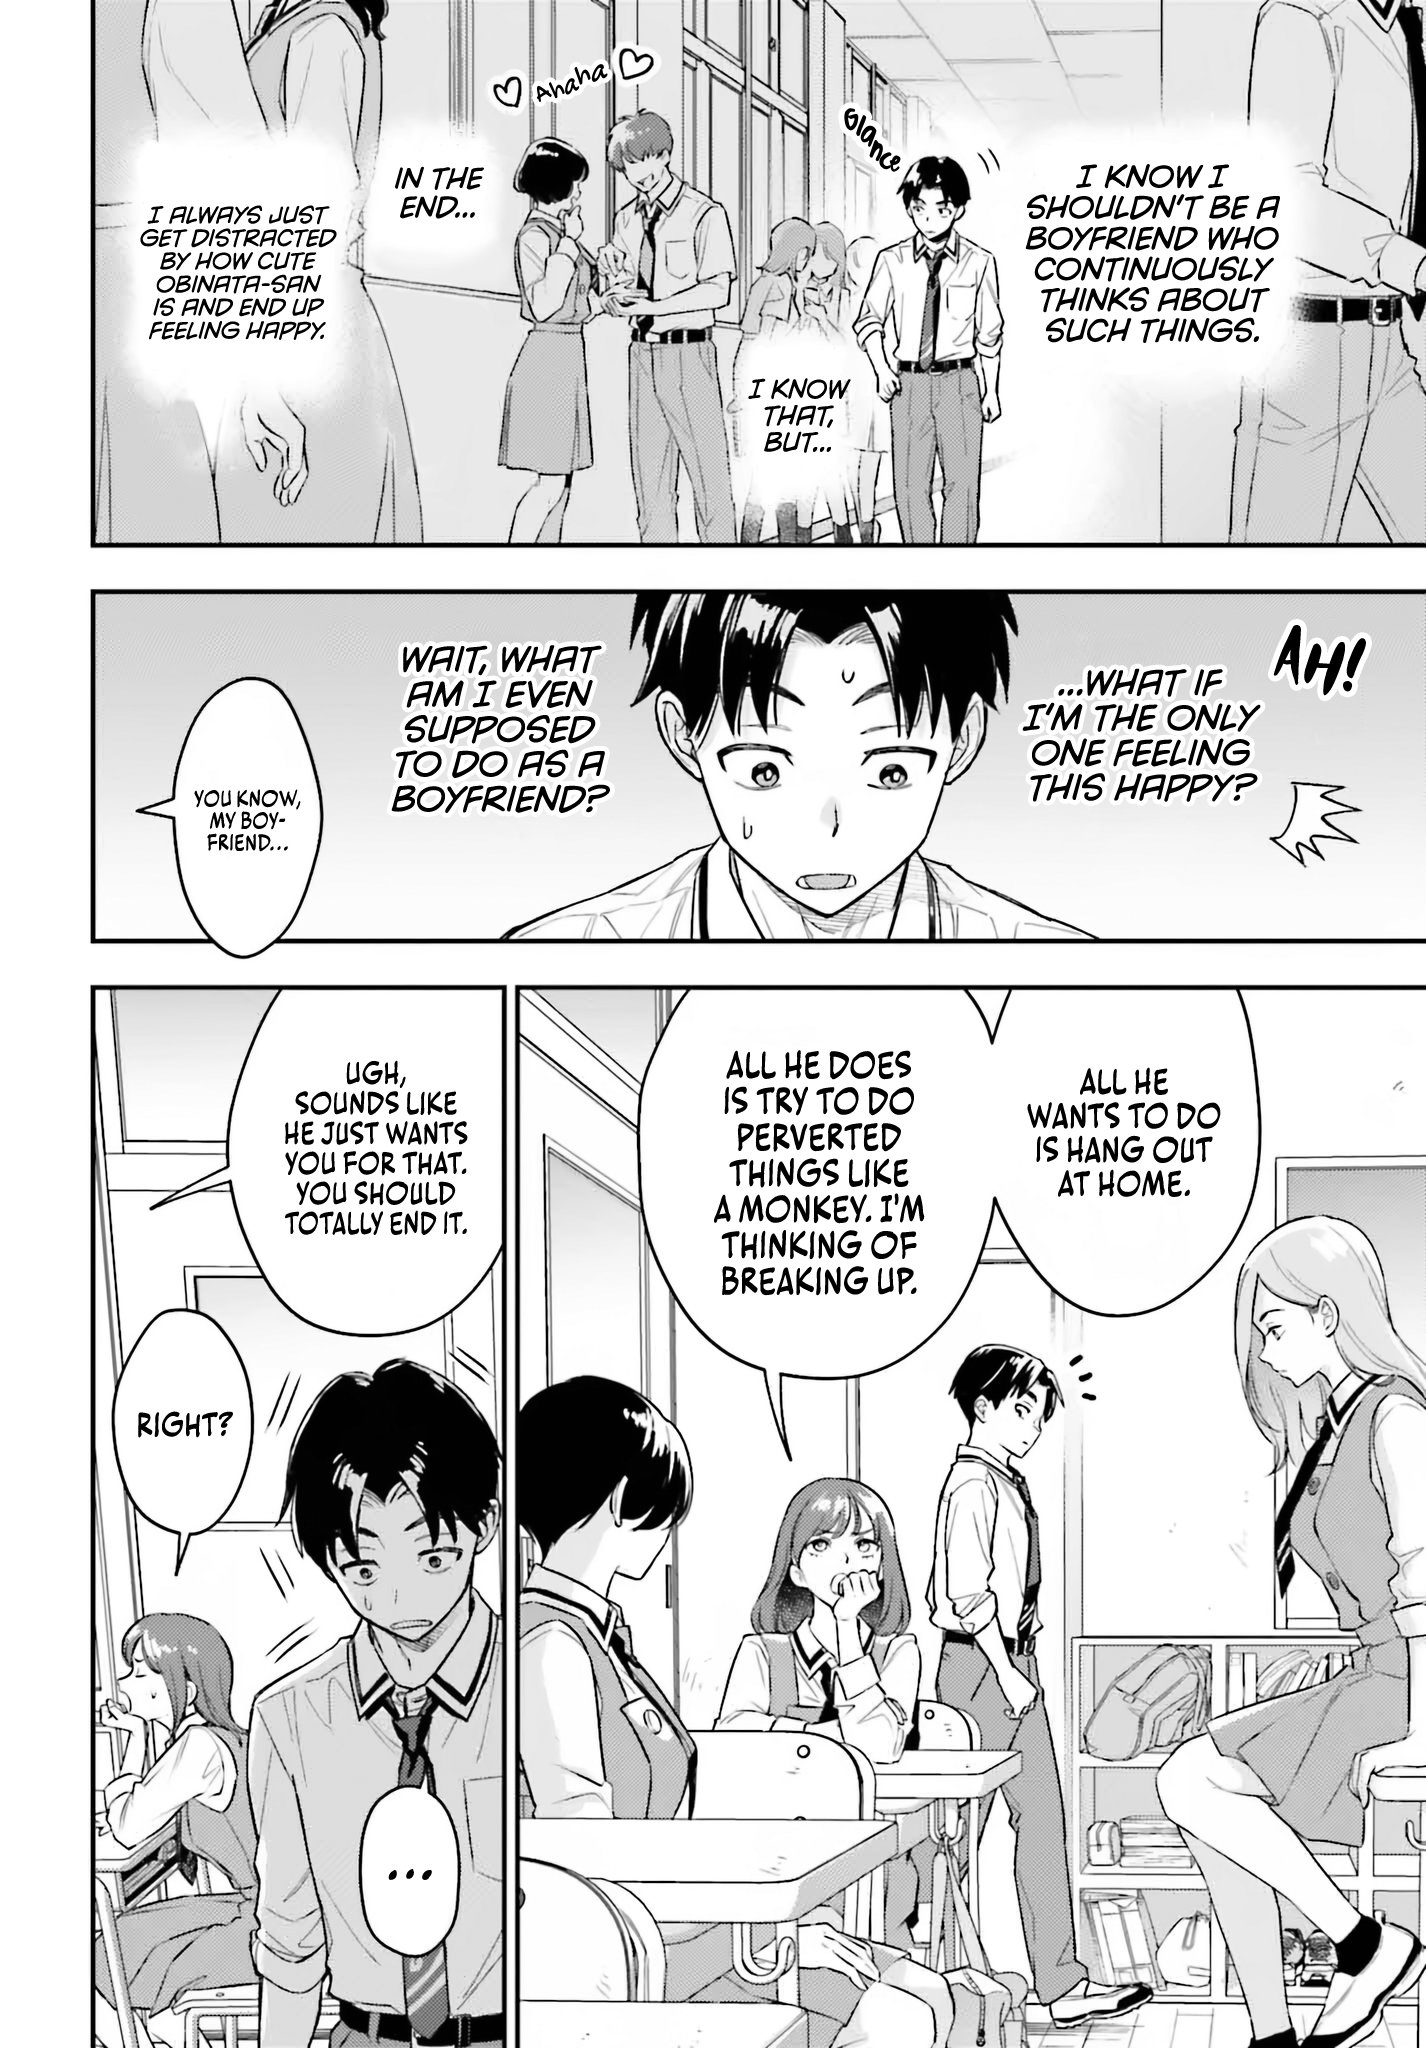 I KNOW I
SHOULDN'T BE A
BOYFRIEND WHO
CONTINUOUSLY
THINKS ABOUT
SUCH THINGS.
Glance
I KNOW
THAT,
BUT...
Ahaha
IN THE
END...
I ALWAYS JUST
GET DISTRACTED
BY HOW CUTE
OBINATA-SAN
IS AND END UP
FEELING HAPPY.
AH!
...WHAT IF
I'M THE ONLY
ONE FEELING
THIS HAPPY?
WAIT, WHAT
AM I EVEN
SUPPOSED
TO DO AS A
BOYFRIEND?
YOU KNOW,
MY BOY-
FRIEND...
ALL HE
WANTS TO DO
IS HANG OUT
AT HOME.
ALL HE DOES
IS TRY TO DO
PERVERTED
THINGS LIKE
A MONKEY. I'M
THINKING OF
BREAKING UP.
UGH,
SOUNDS LIKE
HE JUST WANTS
YOU FOR THAT.
YOU SHOULD
TOTALLY END IT.
RIGHT?
...